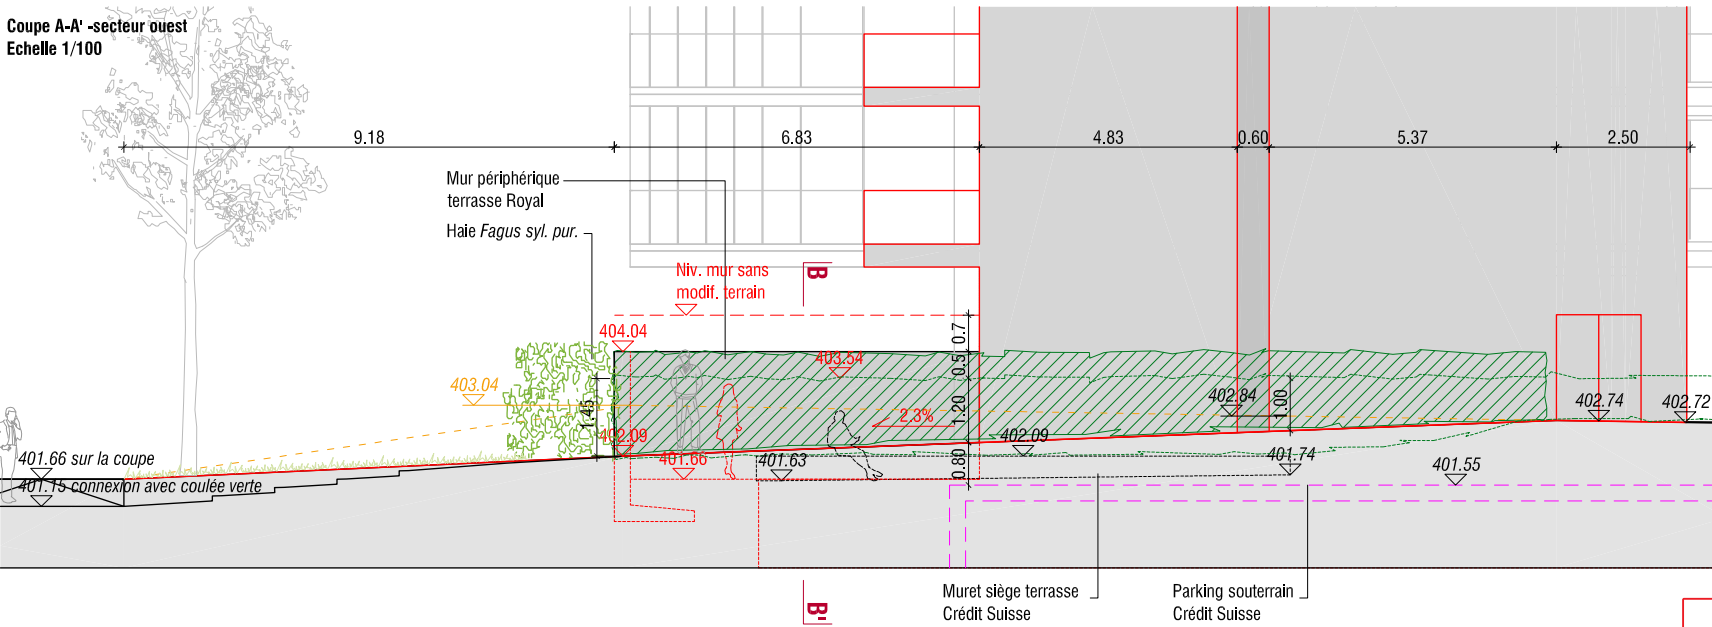 Coupe A-A' -secteur ouest
Echelle 1/100
9.18
6.83
4.83
0.60
5.37
2.50
Mur périphérique
terrasse Royal
Haie Fagus syl. pur.
B
Niv. mur sans
modif. terrain
0.7
404.04
403.54
0.5
403.04
402.84
1.00
402.74
402.72
1.45
1.20
2.3%
402.09
402.09
401.66 sur la coupe
401.66
401.63
0.80
401.74
401.55
401.15 connexion avec coulée verte
Muret siège terrasse
Crédit Suisse
Parking souterrain
Crédit Suisse
B'